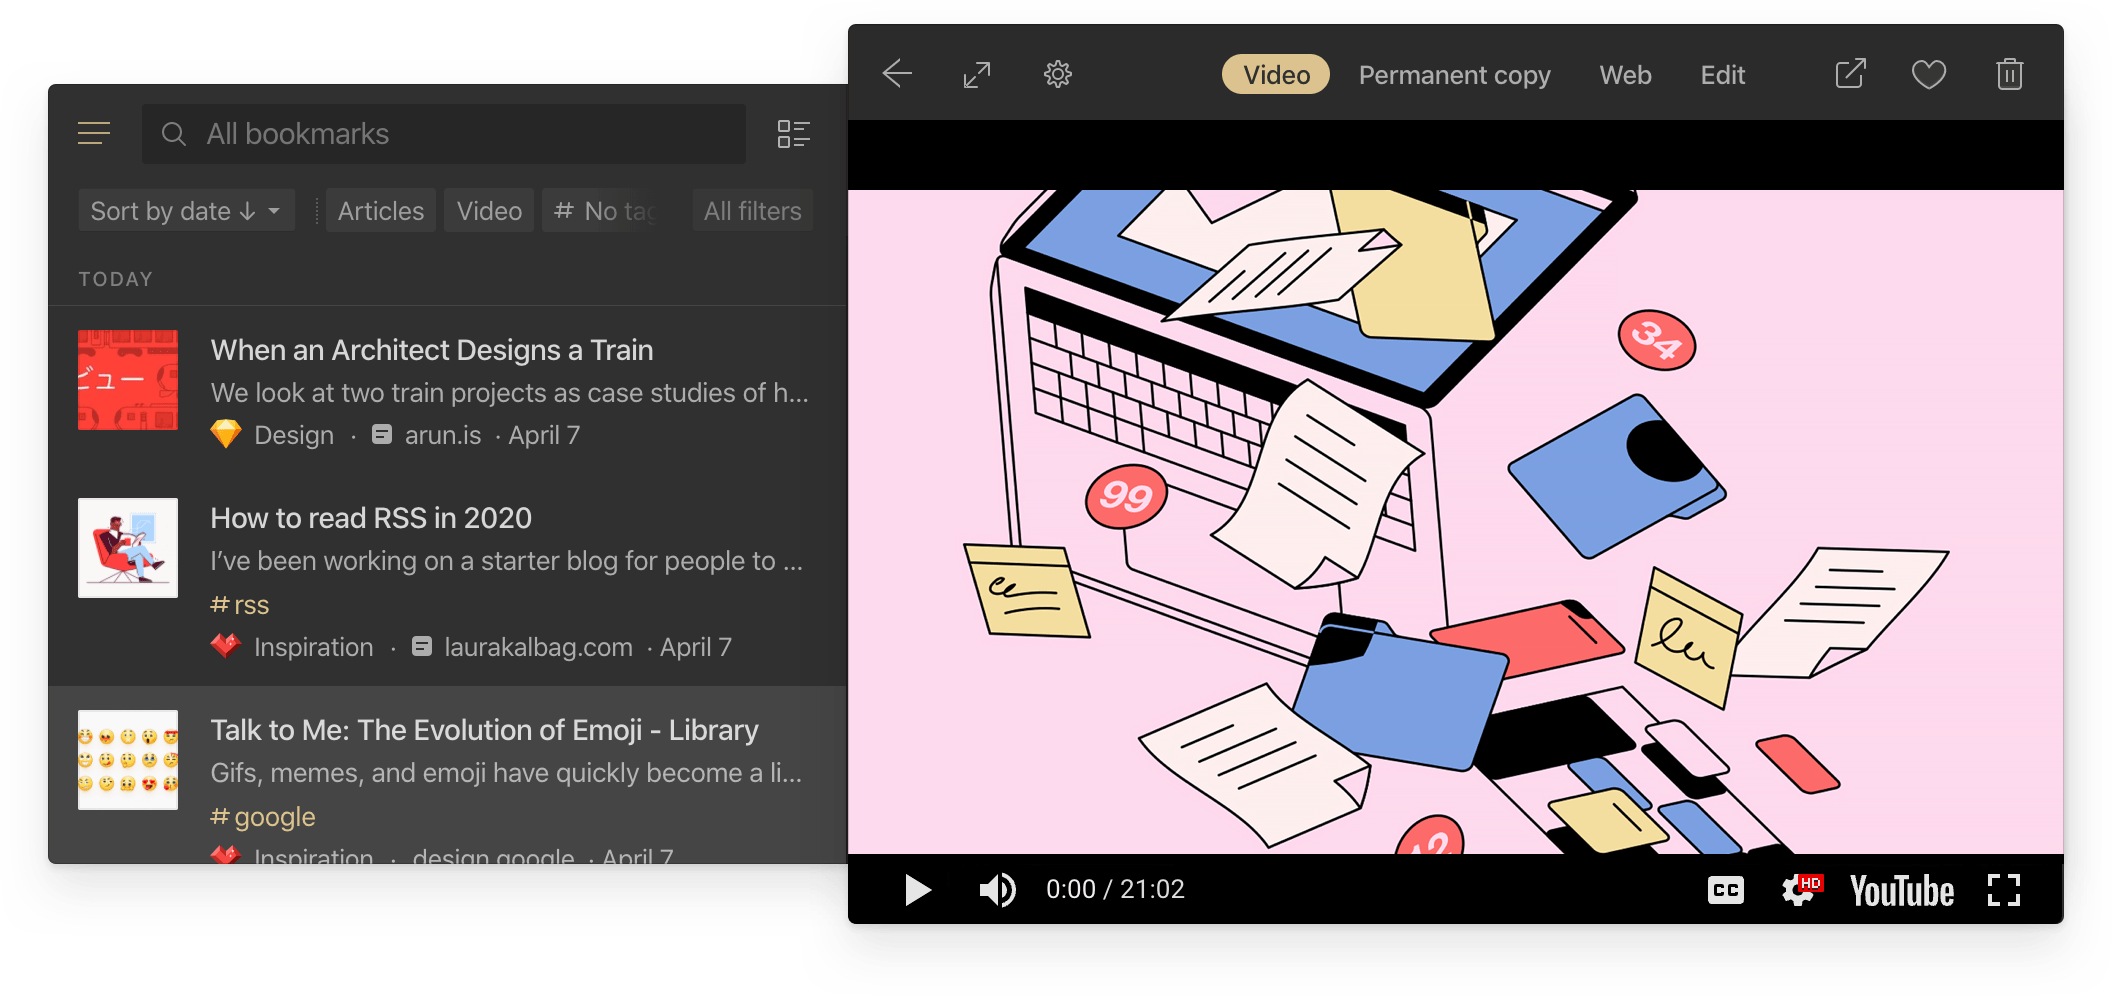 All bookmarks
Sort by date ↓
Articles
Video
# No tag
All filters
TODAY
ビュー
When an Architect Designs a Train
We look at two train projects as case studies of h...
Design · arun.is · April 7
How to read RSS in 2020
I’ve been working on a starter blog for people to ...
#rss
Inspiration · laurakalbag.com · April 7
Talk to Me: The Evolution of Emoji - Library
Gifs, memes, and emoji have quickly become a li...
#google
Inspiration · design.google · April 7
Video
Permanent copy
Web
Edit
34
99
12
0:00 / 21:02
CC
HD
YouTube